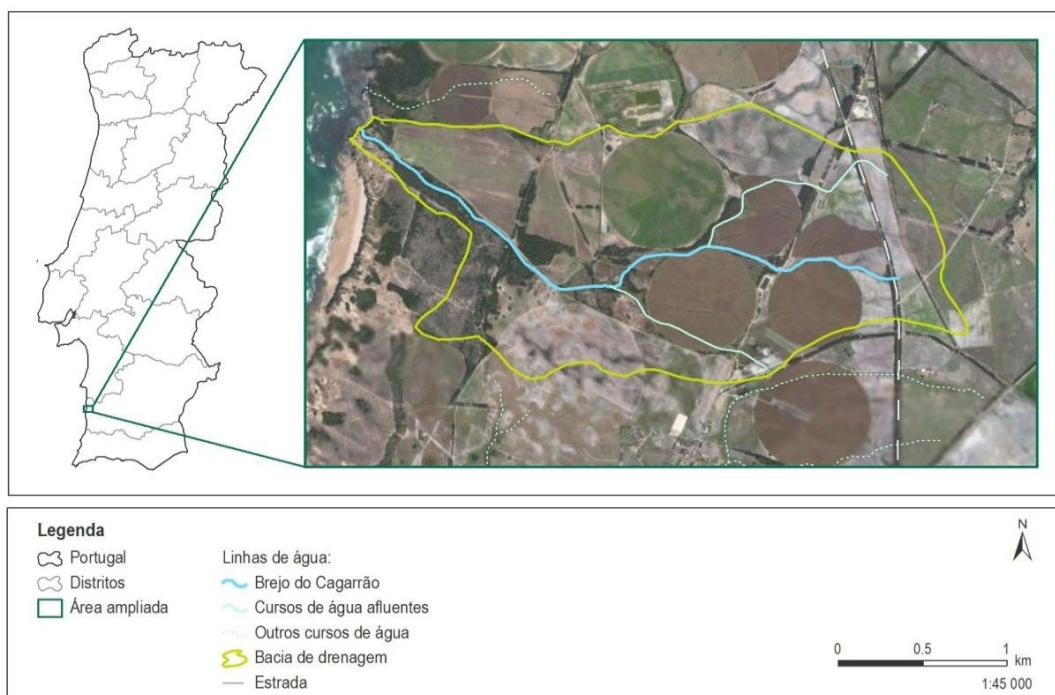 Legenda
Portugal
Distritos
Área ampliada
Linhas de água:
Brejo do Cagarrão
Cursos de água afluentes
Outros cursos de água
Bacia de drenagem
Estrada
N
0 0.5 1
km
1:45 000